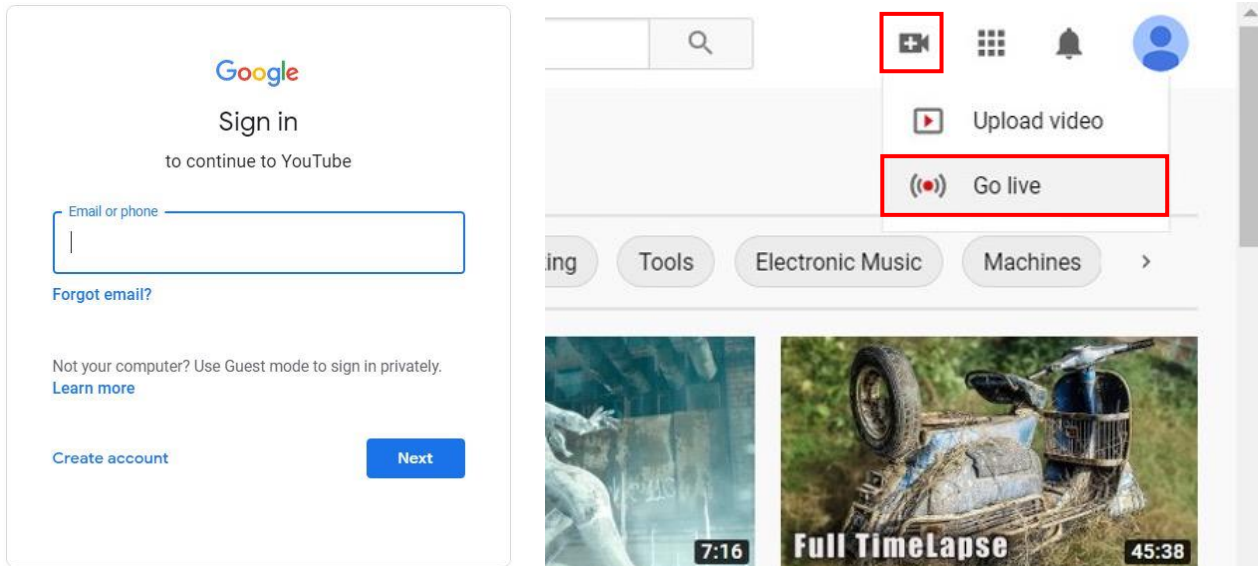 Google
Sign in
to continue to YouTube
Email or phone
Forgot email?
Not your computer? Use Guest mode to sign in privately.
Learn more
Create account
Next
Upload video
Go live
ing
Tools
Electronic Music
Machines
7:16
Full TimeLapse
45:38